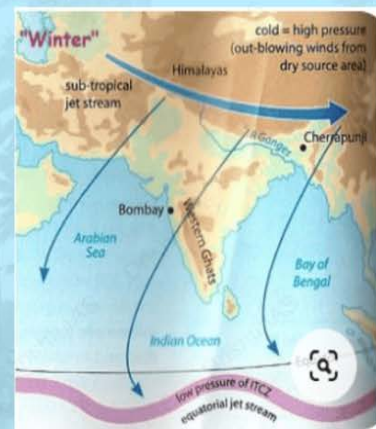 "Winter"
cold = high pressure
(out-blowing winds from
dry source area)
Himalayas
sub-tropical
jet stream
R Ganges
Cherrapunji
Bombay
Western Ghats
Arabian
Sea
Bay of
Bengal
Indian Ocean
low pressure of ITCZ
equatorial jet stream